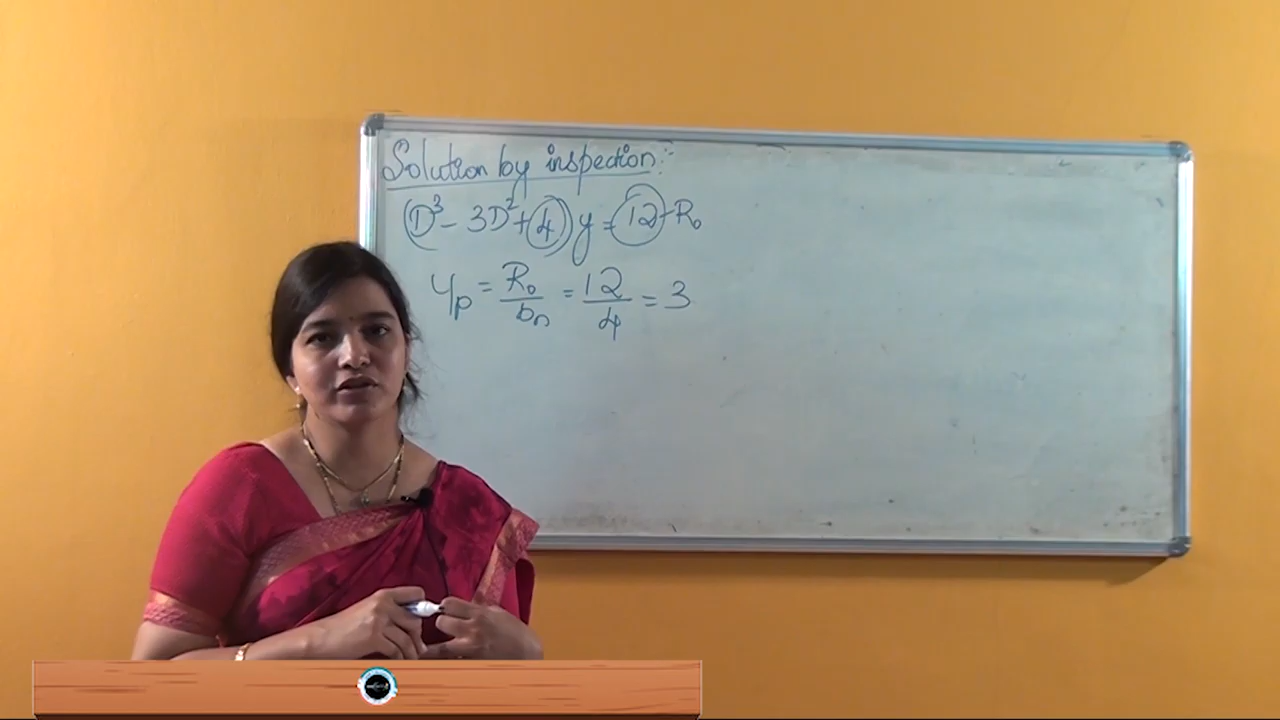 Solution by inspection:-
(D³ - 3D² + 4) y = 12 - R₀
yp = R₀/bn = 12/4 = 3